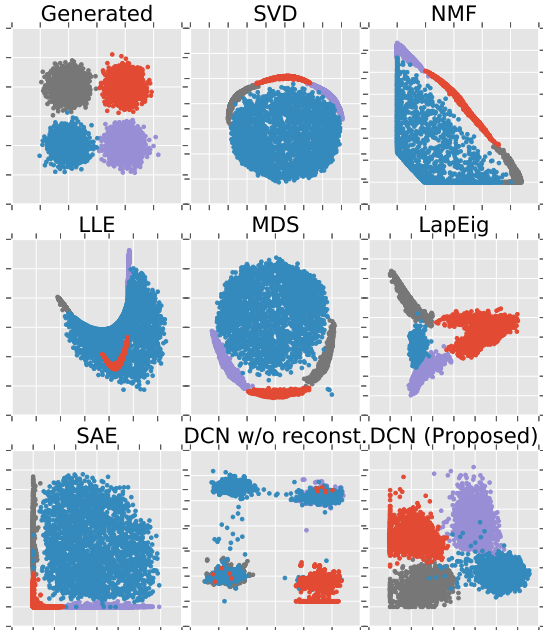 Generated SVD NMF
LLE MDS LapEig
SAE DCN w/o reconst. DCN (Proposed)